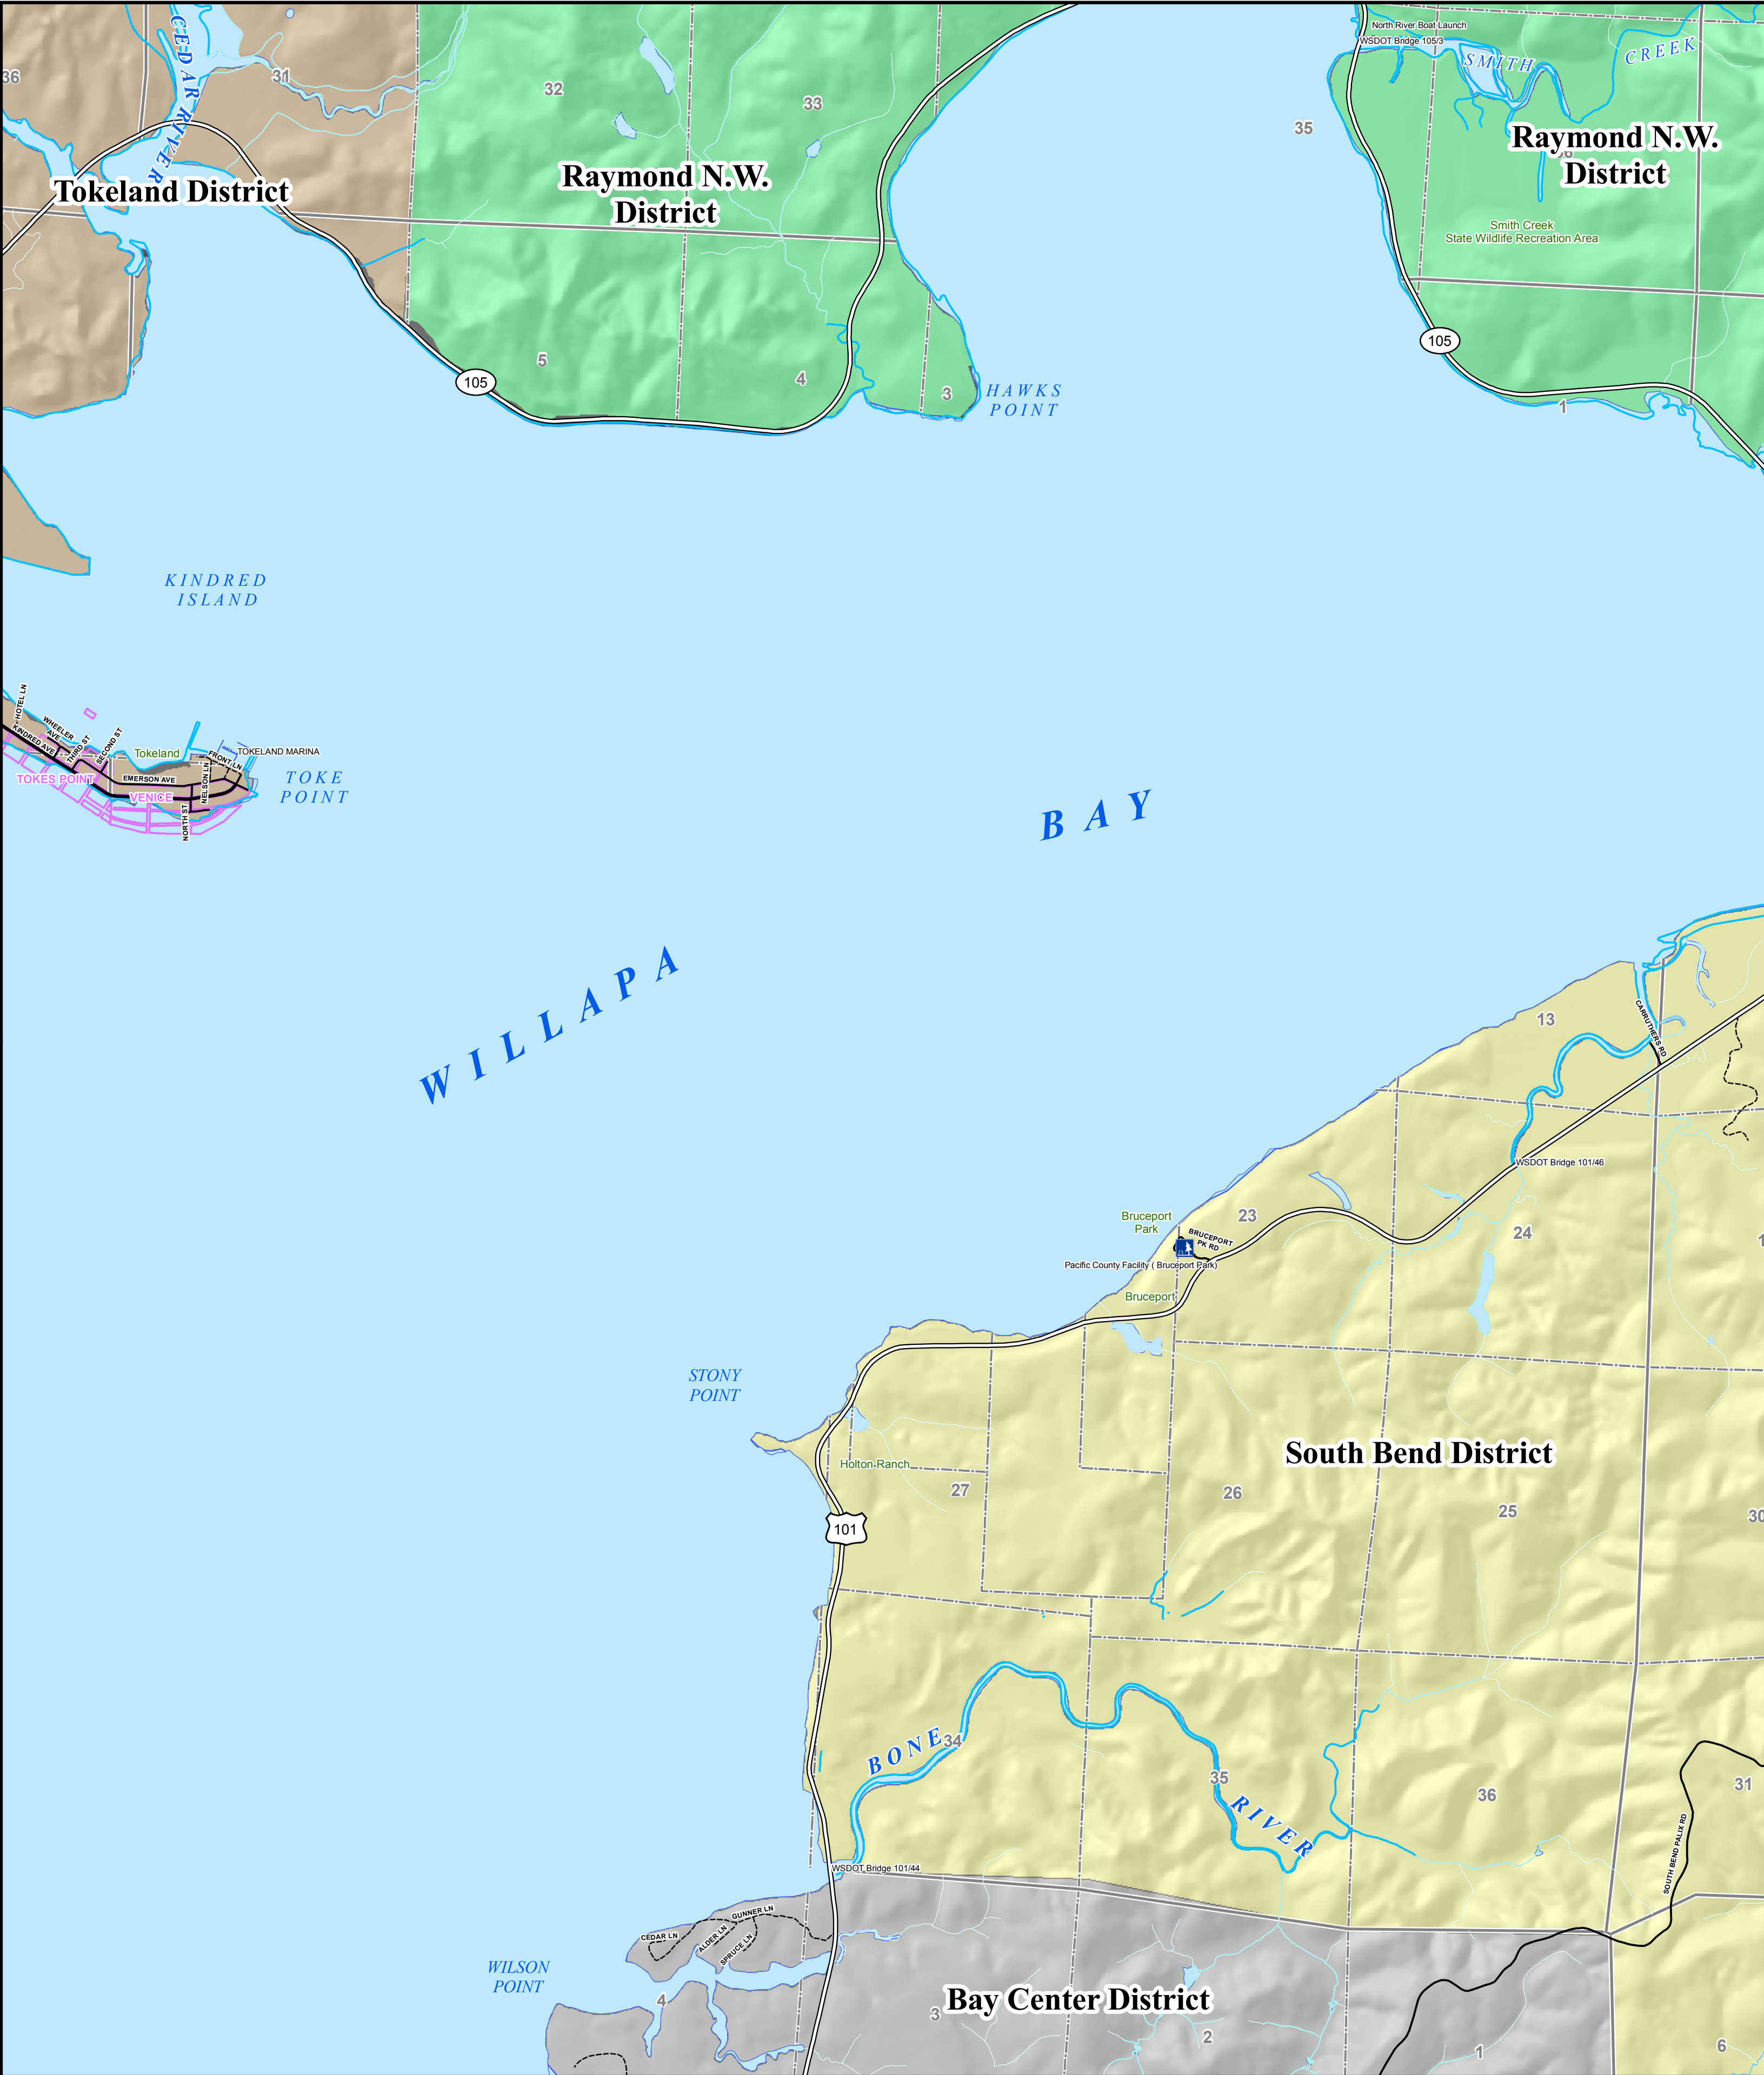 CEDAR RIVER
36
31
32
33
35
36
North River Boat Launch
WSDOT Bridge 105/3
SMITH
CREEK
Tokeland District
Raymond N.W.
District
Raymond N.W.
District
Smith Creek
State Wildlife Recreation Area
105
105
5
4
3
1
HAWKS
POINT
KINDRED
ISLAND
HOTEL LN
WHEELER
AVE
KINDRED AVE
THIRD ST
SECOND ST
Tokeland
FRONT LN
TOKELAND MARINA
TOKES POINT
EMERSON AVE
NELSON LN
VENICE
NORTH ST
TOKE
POINT
BAY
WILLAPA
13
CARRUTHERS RD
WSDOT Bridge 101/46
Bruceport
Park
23
BRUCEPORT
PK RD
24
Pacific County Facility ( Bruceport Park)
Bruceport
STONY
POINT
South Bend District
Holton Ranch
27
26
25
30
101
BONE
34
35
RIVER
36
31
SOUTH BEND PALIX RD
WSDOT Bridge 101/44
GUNNER LN
CEDAR LN
ALDER LN
SPRUCE LN
WILSON
POINT
4
Bay Center District
3
2
1
6